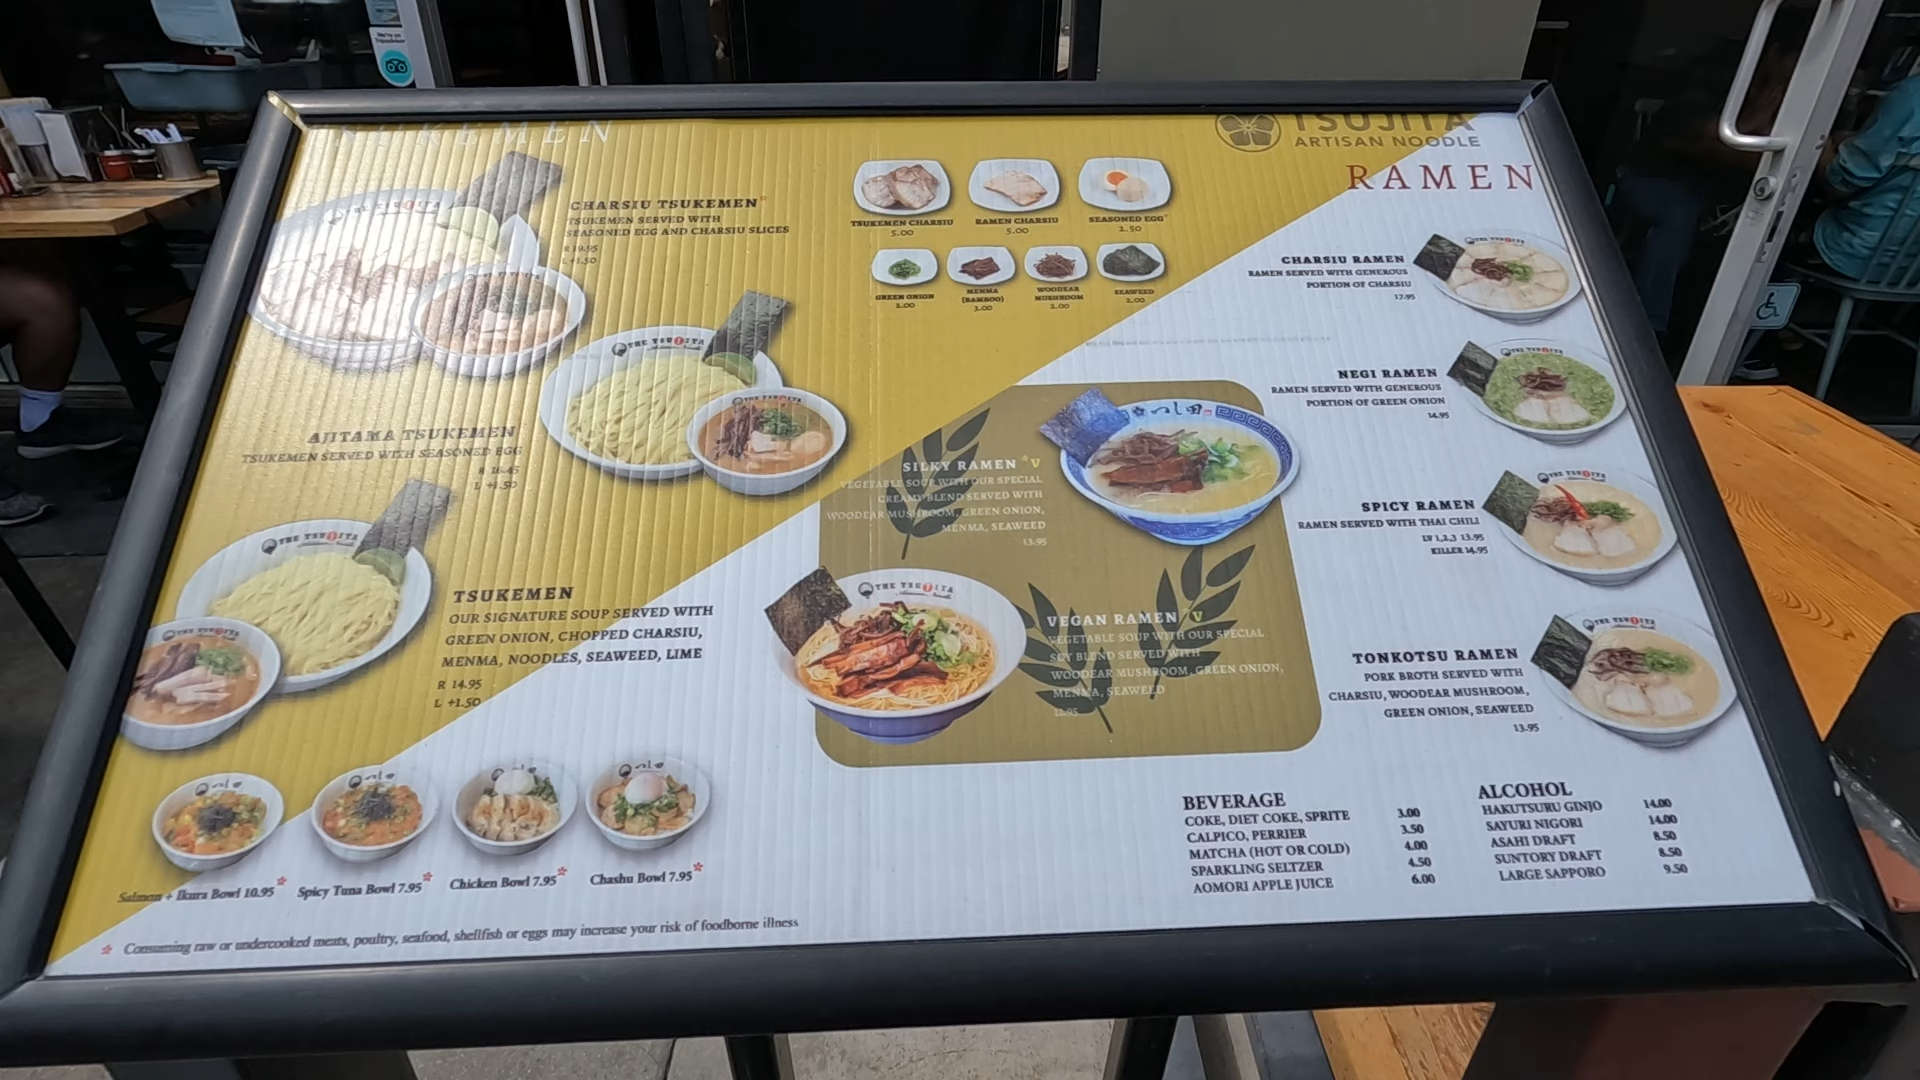 TSUKEMEN
CHARSIU TSUKEMEN*
TSUKEMEN SERVED WITH
SEASONED EGG AND CHARSIU SLICES
R 19.95
L +1.50
AJITAMA TSUKEMEN
TSUKEMEN SERVED WITH SEASONED EGG
R 16.45
L +1.50
TSUKEMEN
OUR SIGNATURE SOUP SERVED WITH
GREEN ONION, CHOPPED CHARSIU,
MENMA, NOODLES, SEAWEED, LIME
R 14.95
L +1.50
TSUKEMEN CHARSIU
5.00
RAMEN CHARSIU
5.00
SEASONED EGG*
2.50
GREEN ONION
2.00
MENMA
(BAMBOO)
3.00
WOODEAR
MUSHROOM
2.00
SEAWEED
2.00
TSUJITA
ARTISAN NOODLE
RAMEN
CHARSIU RAMEN
RAMEN SERVED WITH GENEROUS
PORTION OF CHARSIU
17.95
NEGI RAMEN
RAMEN SERVED WITH GENEROUS
PORTION OF GREEN ONION
14.95
SPICY RAMEN
RAMEN SERVED WITH THAI CHILI
LV 1,2,3 13.95
KILLER 14.95
TONKOTSU RAMEN
PORK BROTH SERVED WITH
CHARSIU, WOODEAR MUSHROOM,
GREEN ONION, SEAWEED
13.95
SILKY RAMEN *V
VEGETABLE SOUP WITH OUR SPECIAL
CREAMY BLEND SERVED WITH
WOODEAR MUSHROOM, GREEN ONION,
MENMA, SEAWEED
13.95
VEGAN RAMEN *V
VEGETABLE SOUP WITH OUR SPECIAL
SOY BLEND SERVED WITH
WOODEAR MUSHROOM, GREEN ONION,
MENMA, SEAWEED
THE TSUJITA
つじ田
Salmon + Ikura Bowl 10.95*
Spicy Tuna Bowl 7.95*
Chicken Bowl 7.95*
Chashu Bowl 7.95*
* Consuming raw or undercooked meats, poultry, seafood, shellfish or eggs may increase your risk of foodborne illness
BEVERAGE
COKE, DIET COKE, SPRITE 3.00
CALPICO, PERRIER 3.50
MATCHA (HOT OR COLD) 4.00
SPARKLING SELTZER 4.50
AOMORI APPLE JUICE 6.00
ALCOHOL
HAKUTSURU GINJO 14.00
SAYURI NIGORI 14.00
ASAHI DRAFT 8.50
SUNTORY DRAFT 8.50
LARGE SAPPORO 9.50